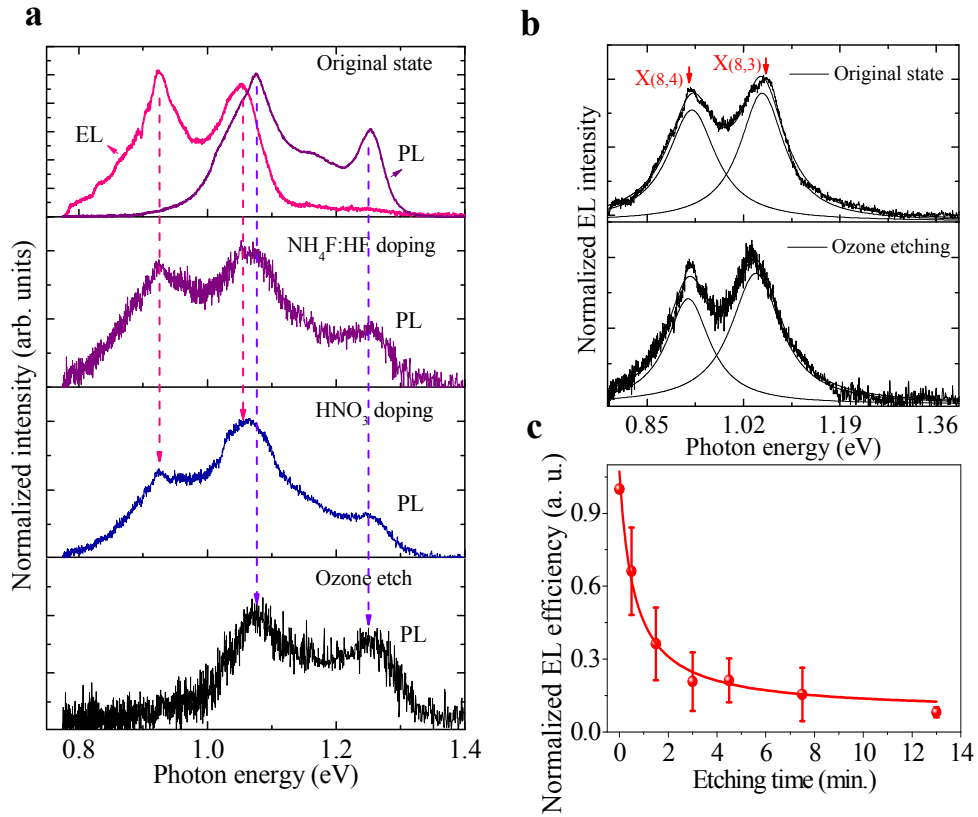 a
Original state
EL
PL
NH4F:HF doping
PL
HNO3 doping
PL
Ozone etch
PL
Normalized intensity (arb. units)
0.8 1.0 1.2 1.4
Photon energy (eV)
b
X(8,4)
X(8,3)
Original state
Ozone etching
Normalized EL intensity
0.85 1.02 1.19 1.36
Photon energy (eV)
c
Normalized EL efficiency (a. u.)
0.9
0.6
0.3
0.0
0 2 4 6 8 10 12 14
Etching time (min.)